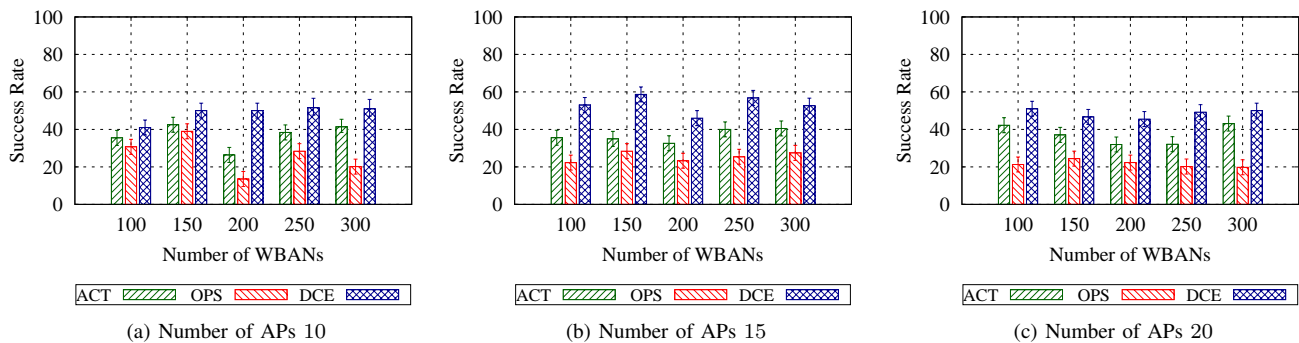 100
80
60
40
20
0
Success Rate
100 150 200 250 300
Number of WBANs
ACT OPS DCE
(a) Number of APs 10
100
80
60
40
20
0
Success Rate
100 150 200 250 300
Number of WBANs
ACT OPS DCE
(b) Number of APs 15
100
80
60
40
20
0
Success Rate
100 150 200 250 300
Number of WBANs
ACT OPS DCE
(c) Number of APs 20